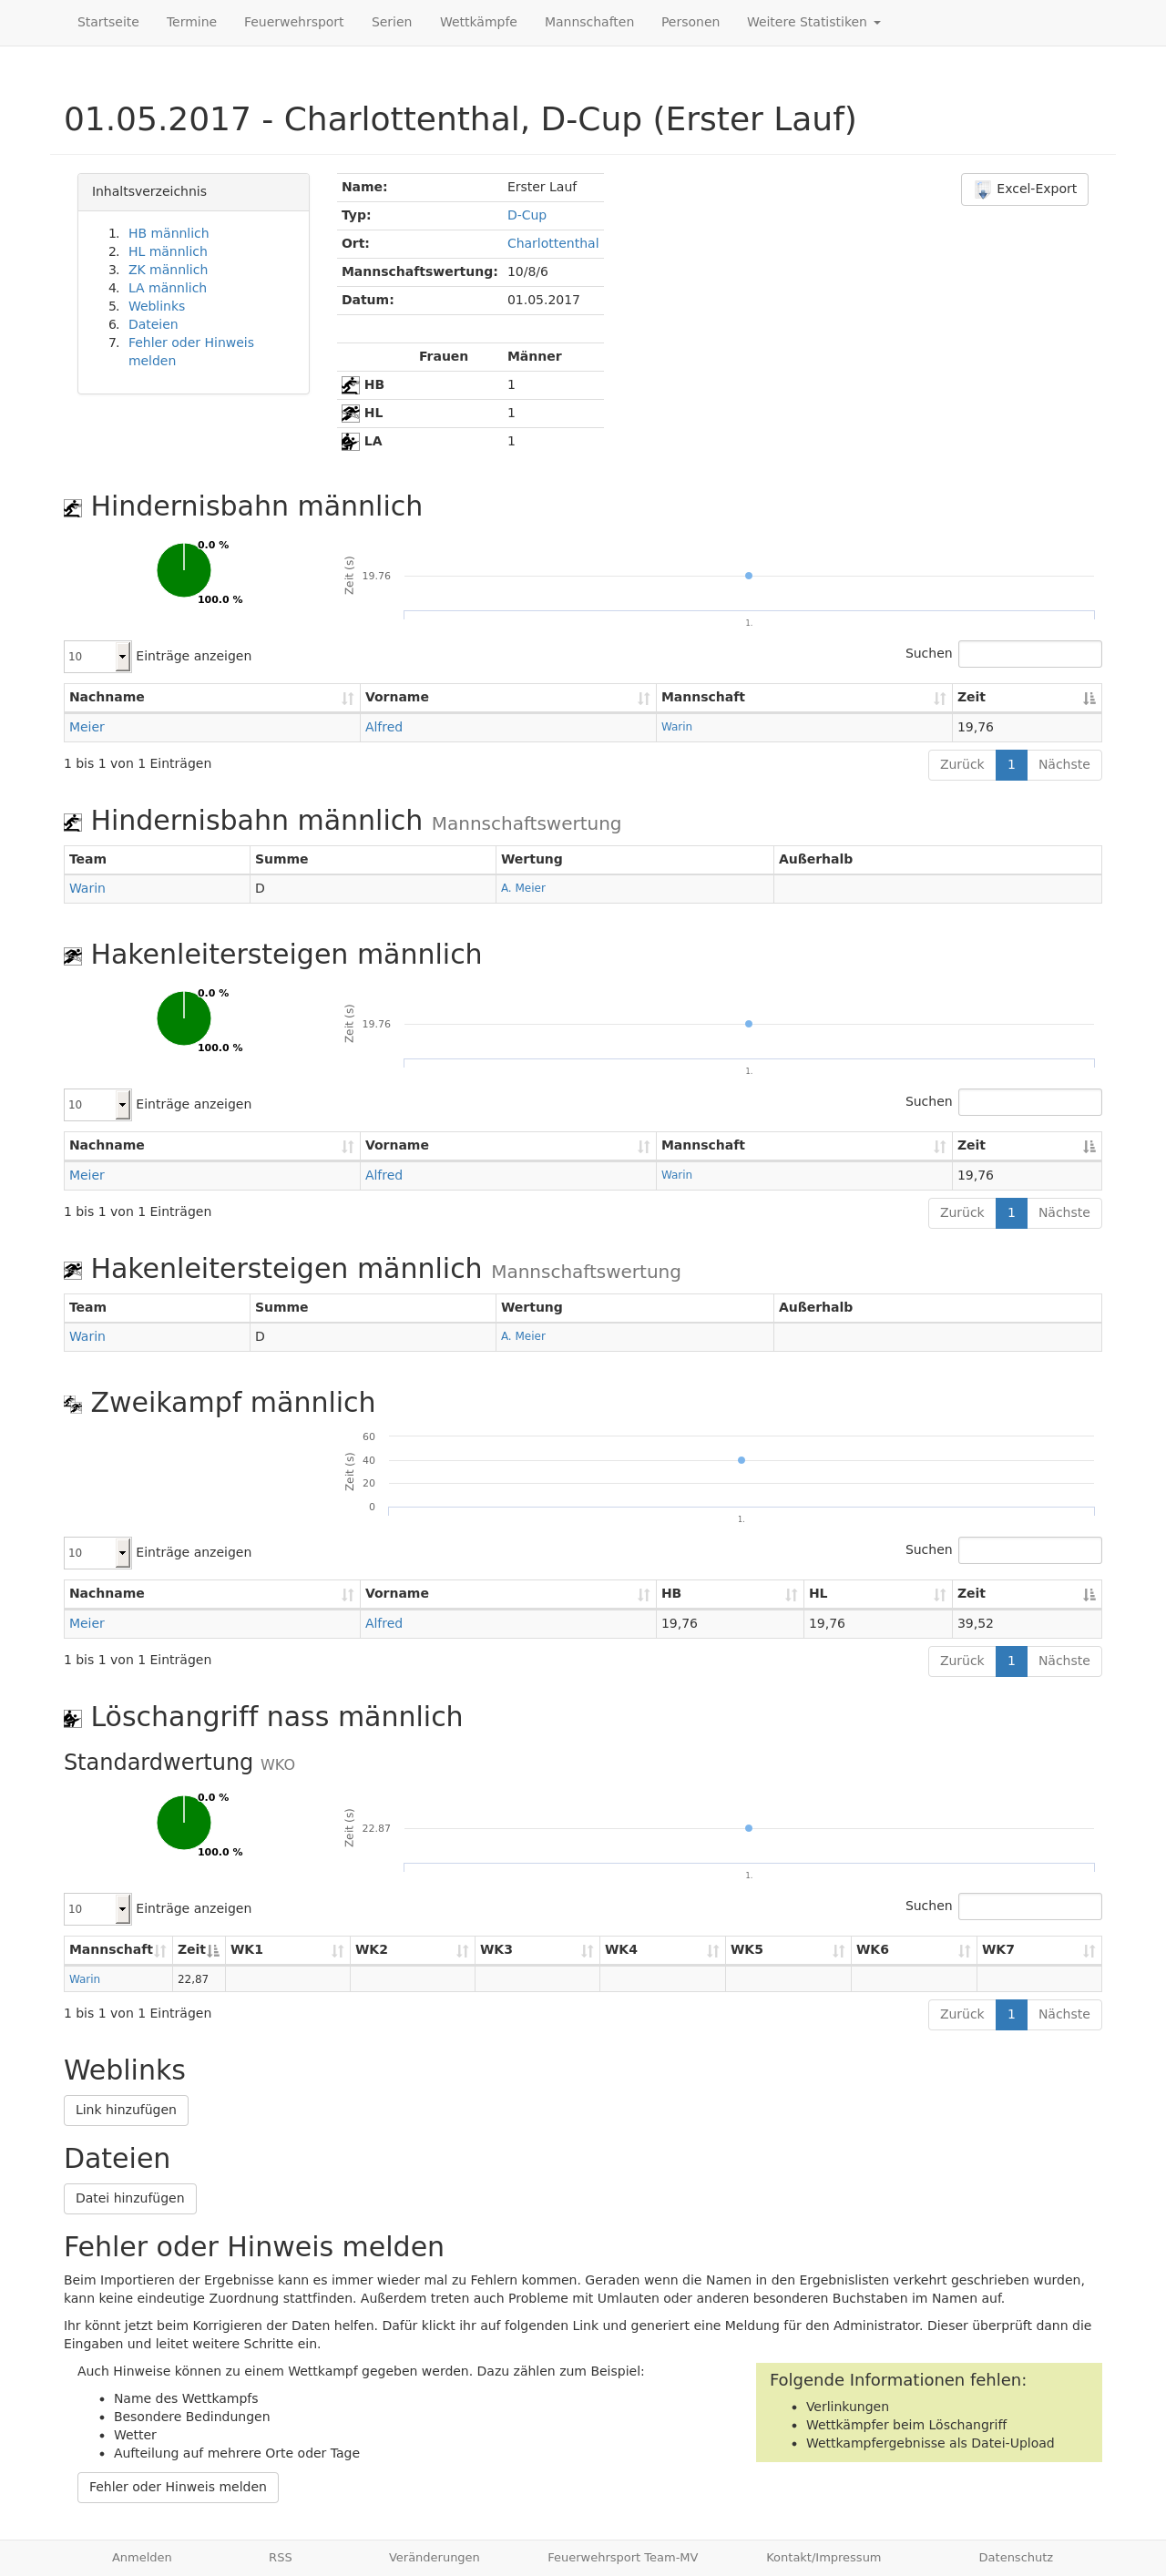 Startseite Termine Feuerwehrsport Serien Wettkämpfe Mannschaften Personen Weitere Statistiken
01.05.2017 - Charlottenthal, D-Cup (Erster Lauf)
Inhaltsverzeichnis
1. HB männlich
2. HL männlich
3. ZK männlich
4. LA männlich
5. Weblinks
6. Dateien
7. Fehler oder Hinweis
melden
Name: Erster Lauf
Typ: D-Cup
Ort: Charlottenthal
Mannschaftswertung: 10/8/6
Datum: 01.05.2017
Frauen Männer
HB 1
HL 1
LA 1
Excel-Export
Hindernisbahn männlich
0.0 %
100.0 %
Zeit (s)
19.76
1.
10 Einträge anzeigen
Suchen
Nachname Vorname Mannschaft Zeit
Meier Alfred Warin 19,76
1 bis 1 von 1 Einträgen
Zurück 1 Nächste
Hindernisbahn männlich Mannschaftswertung
Team Summe Wertung Außerhalb
Warin D A. Meier
Hakenleitersteigen männlich
0.0 %
100.0 %
Zeit (s)
19.76
1.
10 Einträge anzeigen
Suchen
Nachname Vorname Mannschaft Zeit
Meier Alfred Warin 19,76
1 bis 1 von 1 Einträgen
Zurück 1 Nächste
Hakenleitersteigen männlich Mannschaftswertung
Team Summe Wertung Außerhalb
Warin D A. Meier
Zweikampf männlich
Zeit (s)
60
40
20
0
1.
10 Einträge anzeigen
Suchen
Nachname Vorname HB HL Zeit
Meier Alfred 19,76 19,76 39,52
1 bis 1 von 1 Einträgen
Zurück 1 Nächste
Löschangriff nass männlich
Standardwertung WKO
0.0 %
100.0 %
Zeit (s)
22.87
1.
10 Einträge anzeigen
Suchen
Mannschaft Zeit WK1 WK2 WK3 WK4 WK5 WK6 WK7
Warin 22,87
1 bis 1 von 1 Einträgen
Zurück 1 Nächste
Weblinks
Link hinzufügen
Dateien
Datei hinzufügen
Fehler oder Hinweis melden
Beim Importieren der Ergebnisse kann es immer wieder mal zu Fehlern kommen. Geraden wenn die Namen in den Ergebnislisten verkehrt geschrieben wurden,
kann keine eindeutige Zuordnung stattfinden. Außerdem treten auch Probleme mit Umlauten oder anderen besonderen Buchstaben im Namen auf.
Ihr könnt jetzt beim Korrigieren der Daten helfen. Dafür klickt ihr auf folgenden Link und generiert eine Meldung für den Administrator. Dieser überprüft dann die
Eingaben und leitet weitere Schritte ein.
Auch Hinweise können zu einem Wettkampf gegeben werden. Dazu zählen zum Beispiel:
• Name des Wettkampfs
• Besondere Bedindungen
• Wetter
• Aufteilung auf mehrere Orte oder Tage
Fehler oder Hinweis melden
Folgende Informationen fehlen:
• Verlinkungen
• Wettkämpfer beim Löschangriff
• Wettkampfergebnisse als Datei-Upload
Anmelden RSS Veränderungen Feuerwehrsport Team-MV Kontakt/Impressum Datenschutz